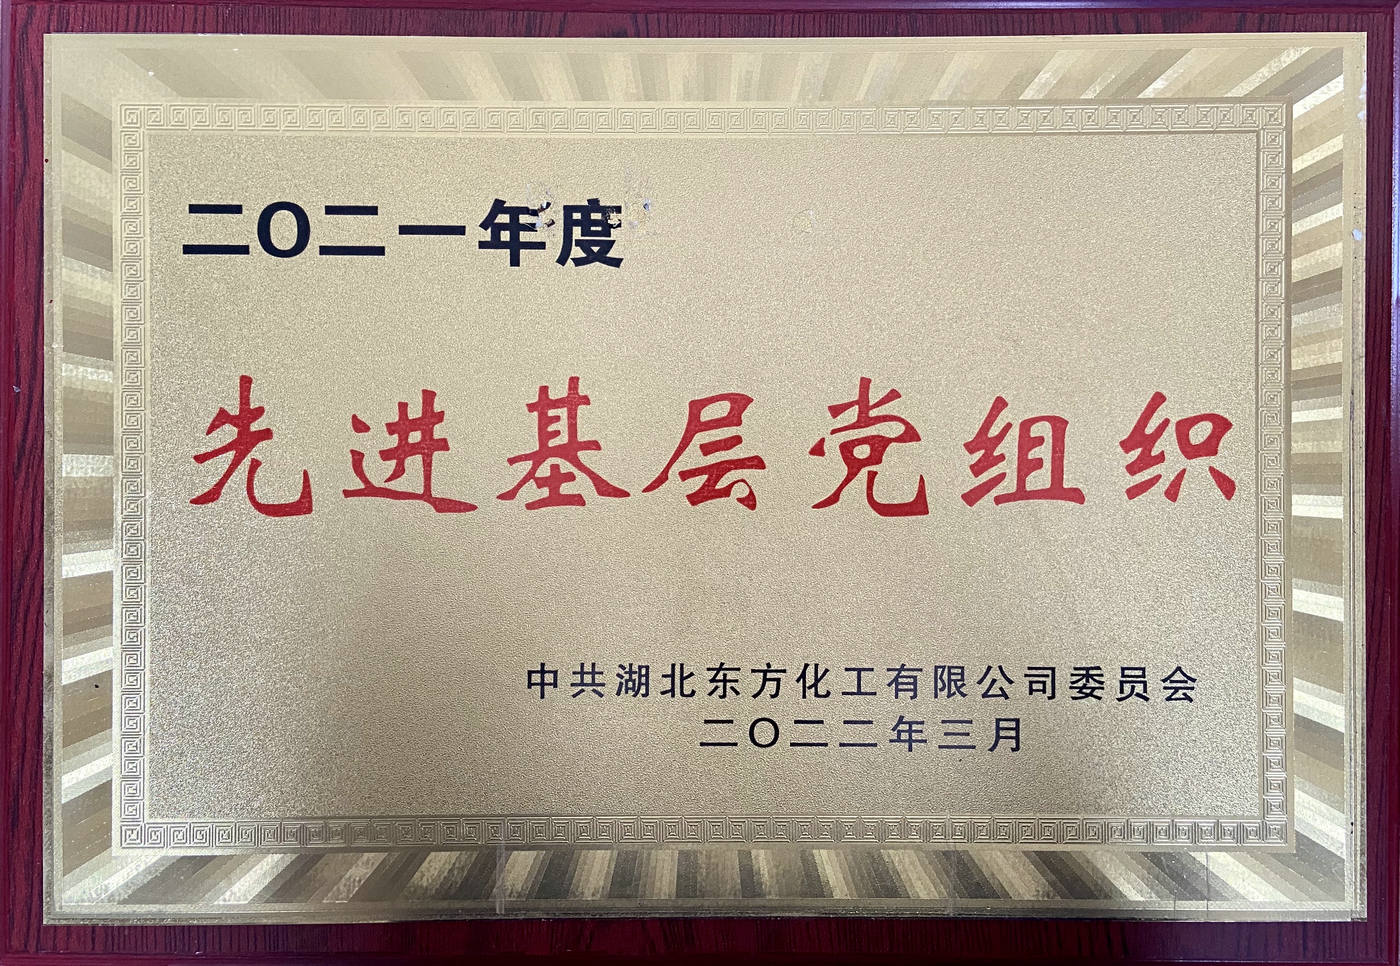 二〇二一年度
先进基层党组织
中共湖北东方化工有限公司委员会
二〇二二年三月